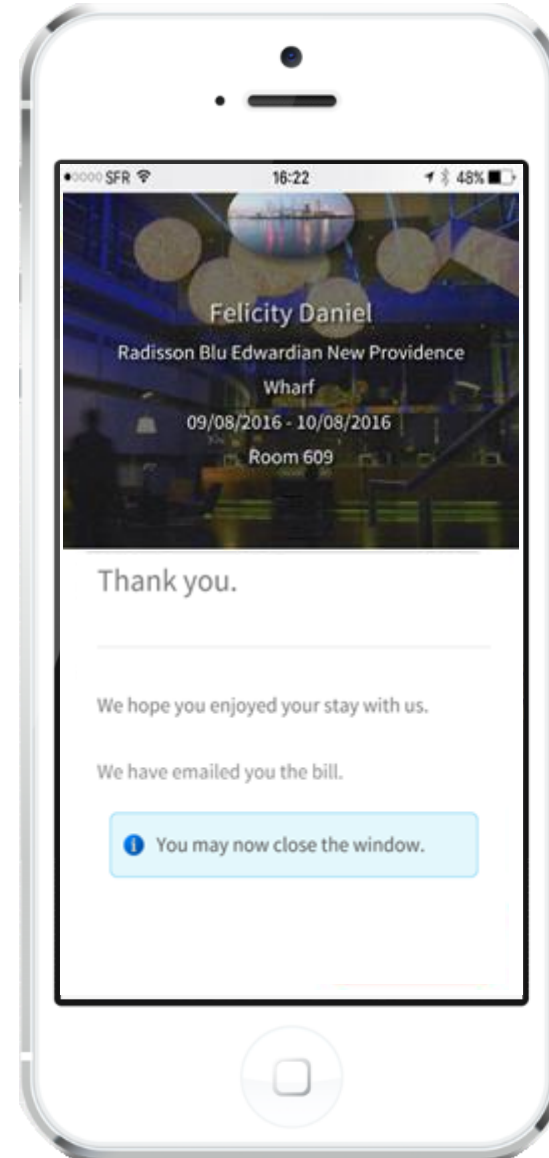 SFR 16:22 48%
Felicity Daniel
Radisson Blu Edwardian New Providence
Wharf
09/08/2016 - 10/08/2016
Room 609
Thank you.
We hope you enjoyed your stay with us.
We have emailed you the bill.
You may now close the window.